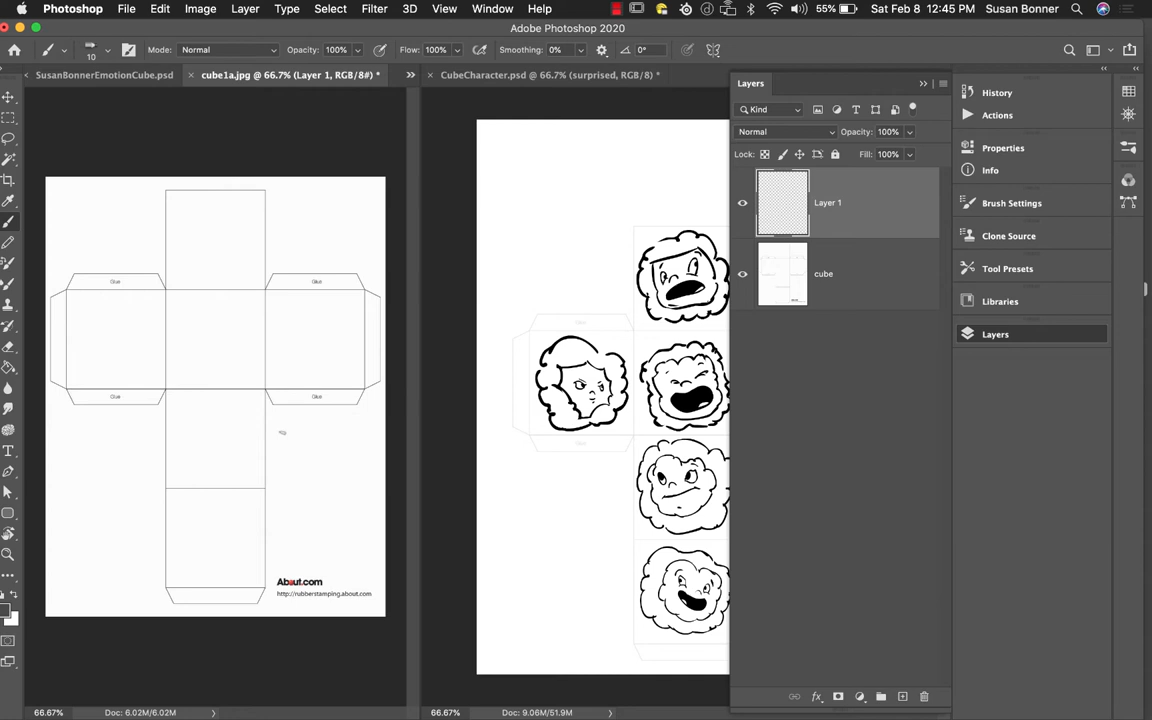 Photoshop File Edit Image Layer Type Select Filter 3D View Window Help 55% Sat Feb 8 12:45 PM Susan Bonner
Adobe Photoshop 2020
10 Mode: Normal Opacity: 100% Flow: 100% Smoothing: 0% 0°
SusanBonnerEmotionCube.psd cube1a.jpg @ 66.7% (Layer 1, RGB/8#) * CubeCharacter.psd @ 66.7% (surprised, RGB/8) *
Layers
Kind
Normal Opacity: 100%
Lock: Fill: 100%
Layer 1
cube
History
Actions
Properties
Info
Brush Settings
Clone Source
Tool Presets
Libraries
Layers
Glue Glue
Glue Glue
About.com
http://rubberstamping.about.com
66.67% Doc: 6.02M/6.02M 66.67% Doc: 9.06M/51.9M